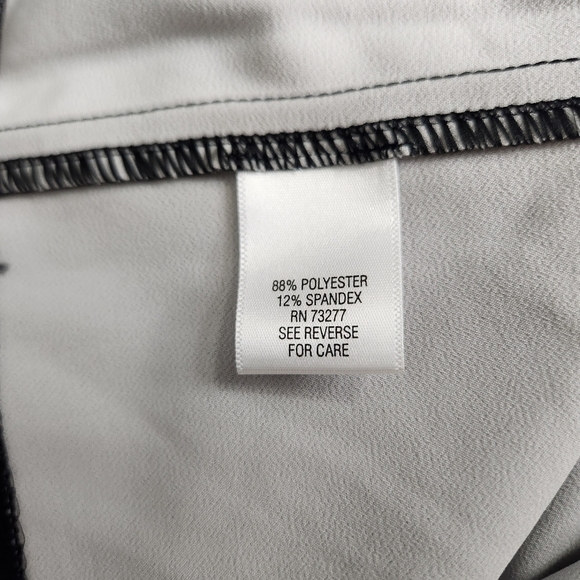 88% POLYESTER
12% SPANDEX
RN 73277
SEE REVERSE
FOR CARE